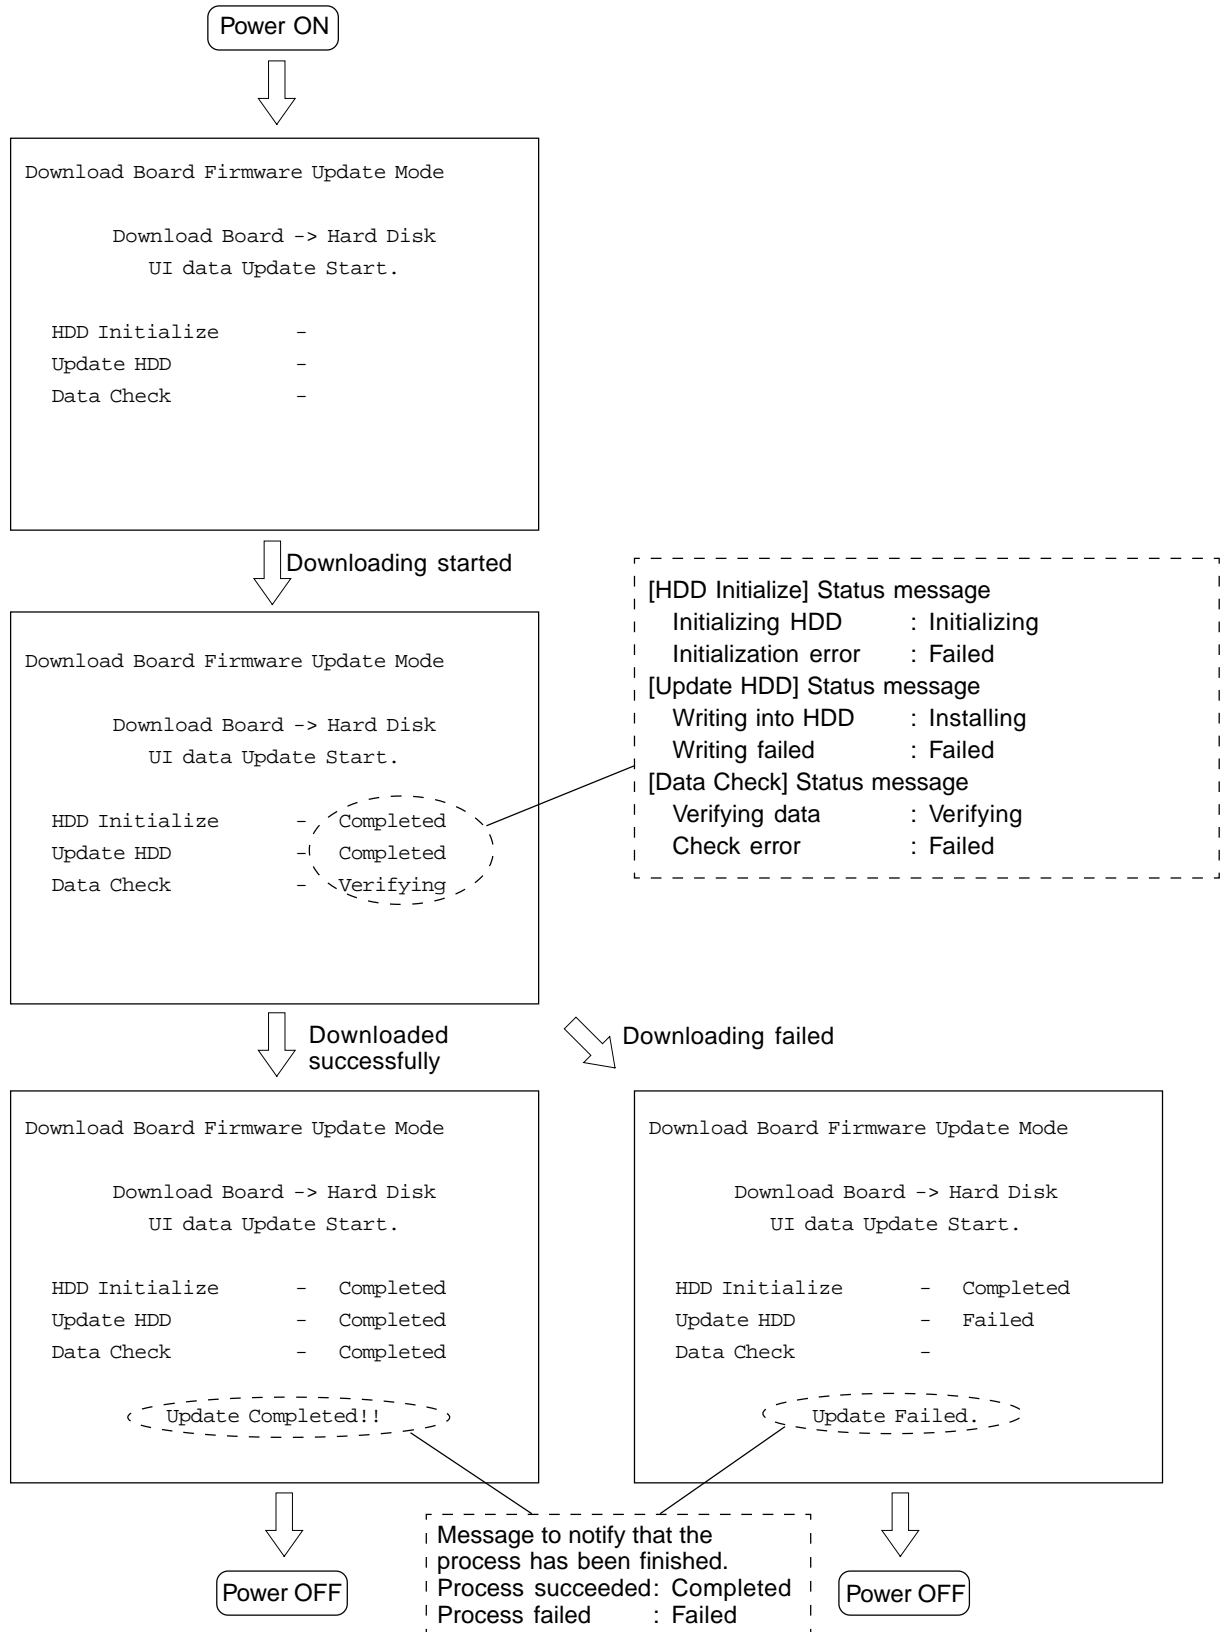 Power ON
Download Board Firmware Update Mode
Download Board -> Hard Disk
UI data Update Start.
HDD Initialize -
Update HDD -
Data Check -
Downloading started
Download Board Firmware Update Mode
Download Board -> Hard Disk
UI data Update Start.
HDD Initialize - Completed
Update HDD - Completed
Data Check - Verifying
[HDD Initialize] Status message
Initializing HDD : Initializing
Initialization error : Failed
[Update HDD] Status message
Writing into HDD : Installing
Writing failed : Failed
[Data Check] Status message
Verifying data : Verifying
Check error : Failed
Downloaded
successfully
Downloading failed
Download Board Firmware Update Mode
Download Board -> Hard Disk
UI data Update Start.
HDD Initialize - Completed
Update HDD - Completed
Data Check - Completed
Update Completed!!
Download Board Firmware Update Mode
Download Board -> Hard Disk
UI data Update Start.
HDD Initialize - Completed
Update HDD - Failed
Data Check -
Update Failed.
Message to notify that the
process has been finished.
Process succeeded: Completed
Process failed : Failed
Power OFF
Power OFF